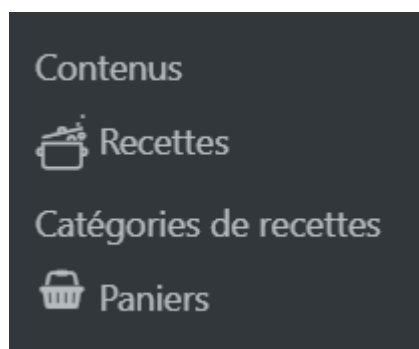 Contenus
Recettes
Catégories de recettes
Paniers